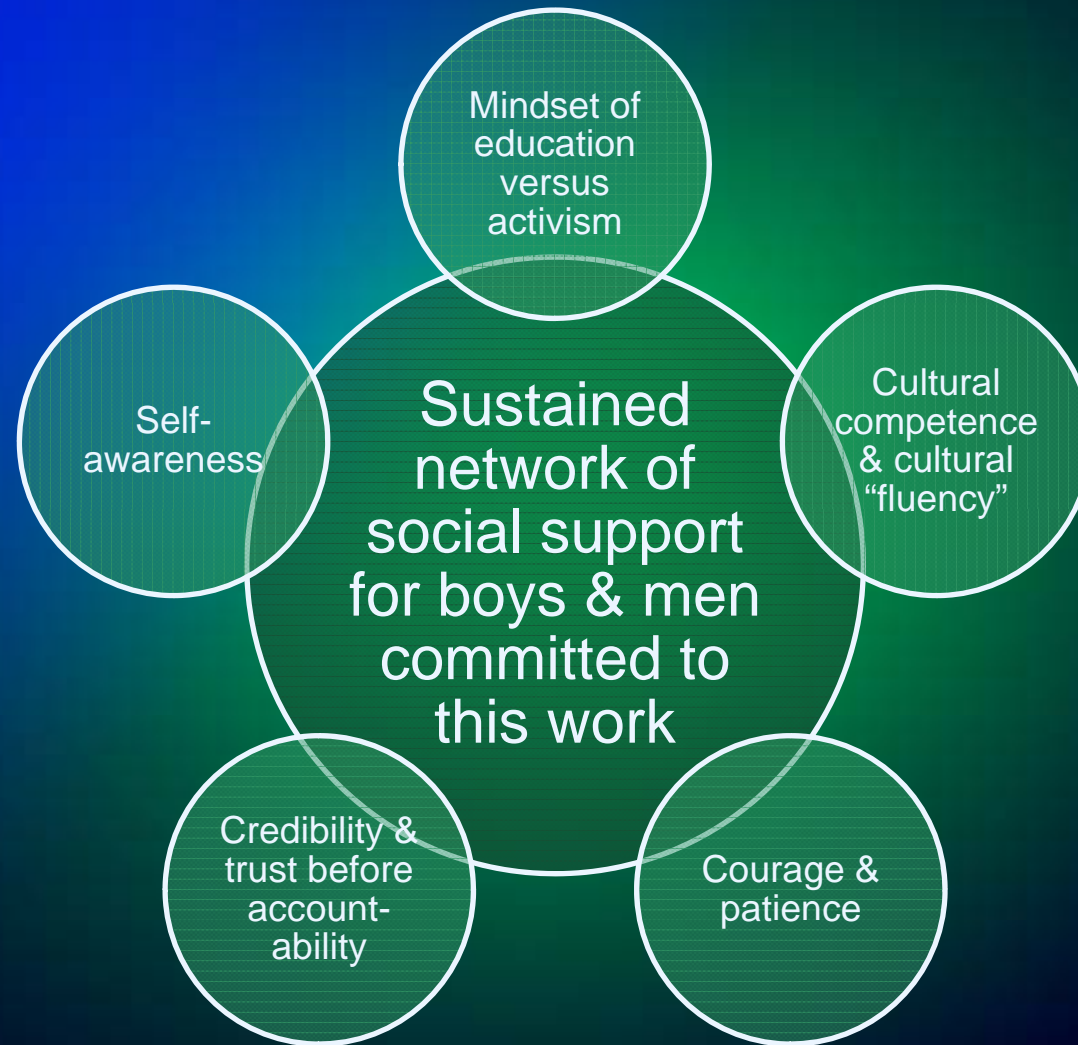 Mindset of
education
versus
activism
Self-
awareness
Sustained
network of
social support
for boys & men
committed to
this work
Cultural
competence
& cultural
“fluency”
Credibility &
trust before
account-
ability
Courage &
patience